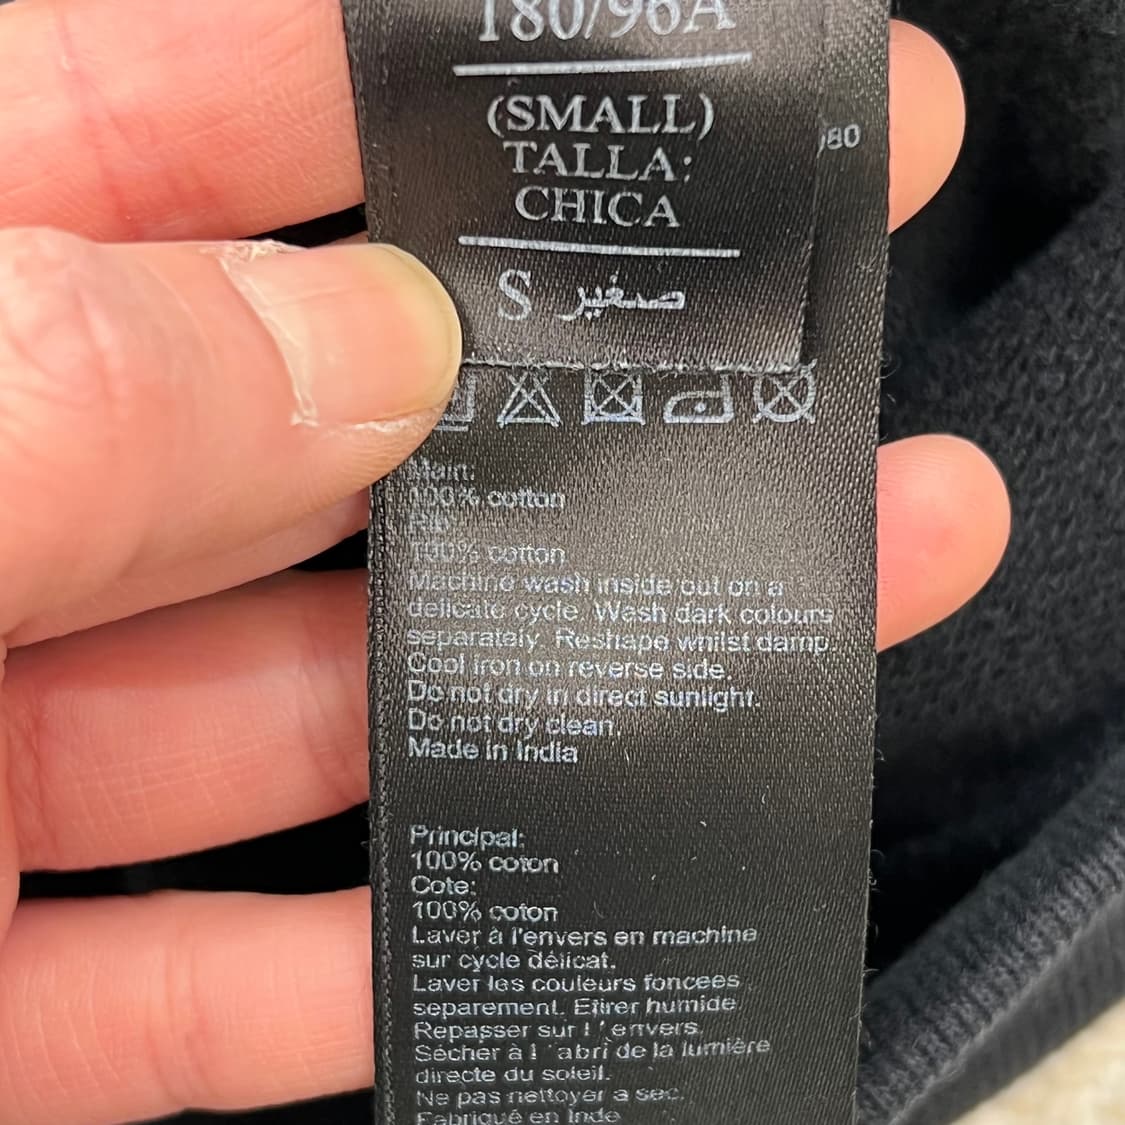 180/96A
(SMALL)
TALLA:
CHICA
S صغير
Main:
100% cotton
Rib:
100% cotton
Machine wash inside out on a
delicate cycle. Wash dark colours
separately. Reshape whilst damp
Cool iron on reverse side.
Do not dry in direct sunlight.
Do not dry clean.
Made in India
Principal:
100% coton
Cote:
100% coton
Laver à l'envers en machine
sur cycle délicat.
Laver les couleurs foncees
separement. Etirer humide
Repasser sur l 'envers.
Sécher à l 'abri de la lumière
directe du soleil.
Ne pas nettoyer a sec.
Fabriqué en Inde